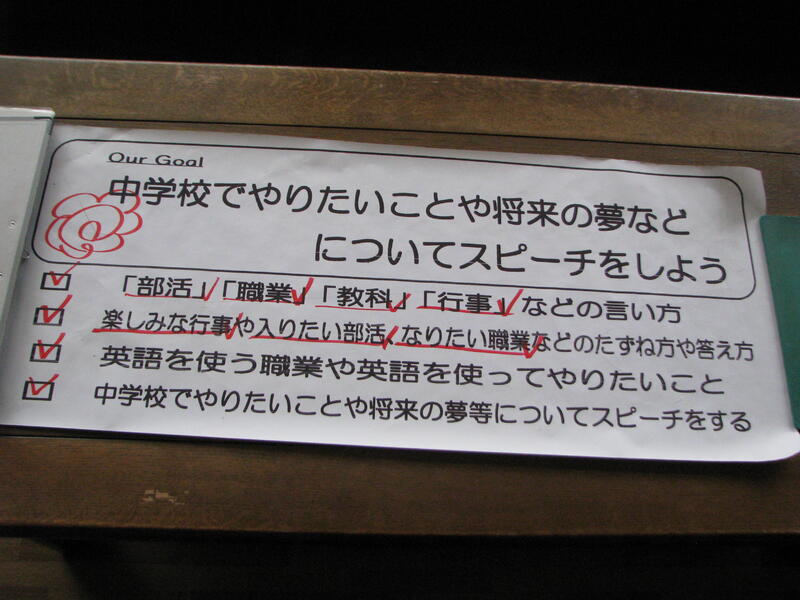 Our Goal
中学校でやりたいことや将来の夢など
についてスピーチをしよう
「部活」「職業」「教科」「行事」などの言い方
楽しみな行事や入りたい部活、なりたい職業などのたずね方や答え方
英語を使う職業や英語を使ってやりたいこと
中学校でやりたいことや将来の夢等についてスピーチをする